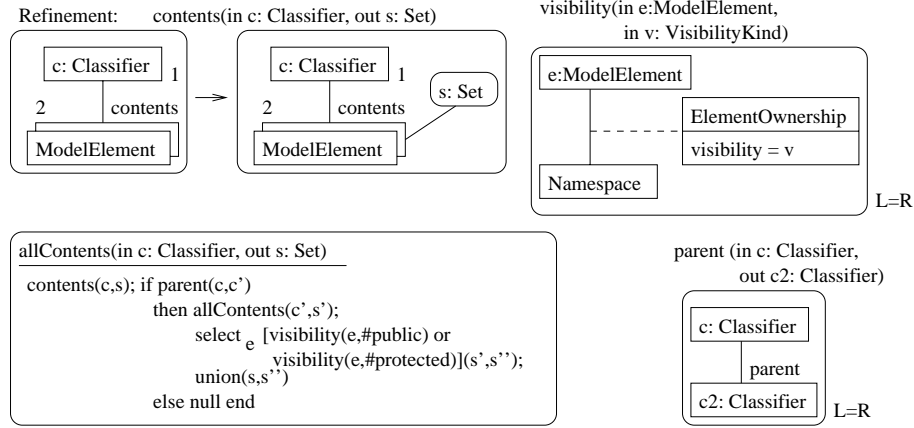 Refinement: contents(in c: Classifier, out s: Set)
c: Classifier
1
2
contents
ModelElement
c: Classifier
1
2
contents
s: Set
ModelElement
visibility(in e:ModelElement,
in v: VisibilityKind)
e:ModelElement
ElementOwnership
visibility = v
Namespace
L=R
allContents(in c: Classifier, out s: Set)
contents(c,s); if parent(c,c’)
then allContents(c’,s’);
select e [visibility(e,#public) or
visibility(e,#protected)](s’,s’’);
union(s,s’’)
else null end
parent (in c: Classifier,
out c2: Classifier)
c: Classifier
parent
c2: Classifier
L=R